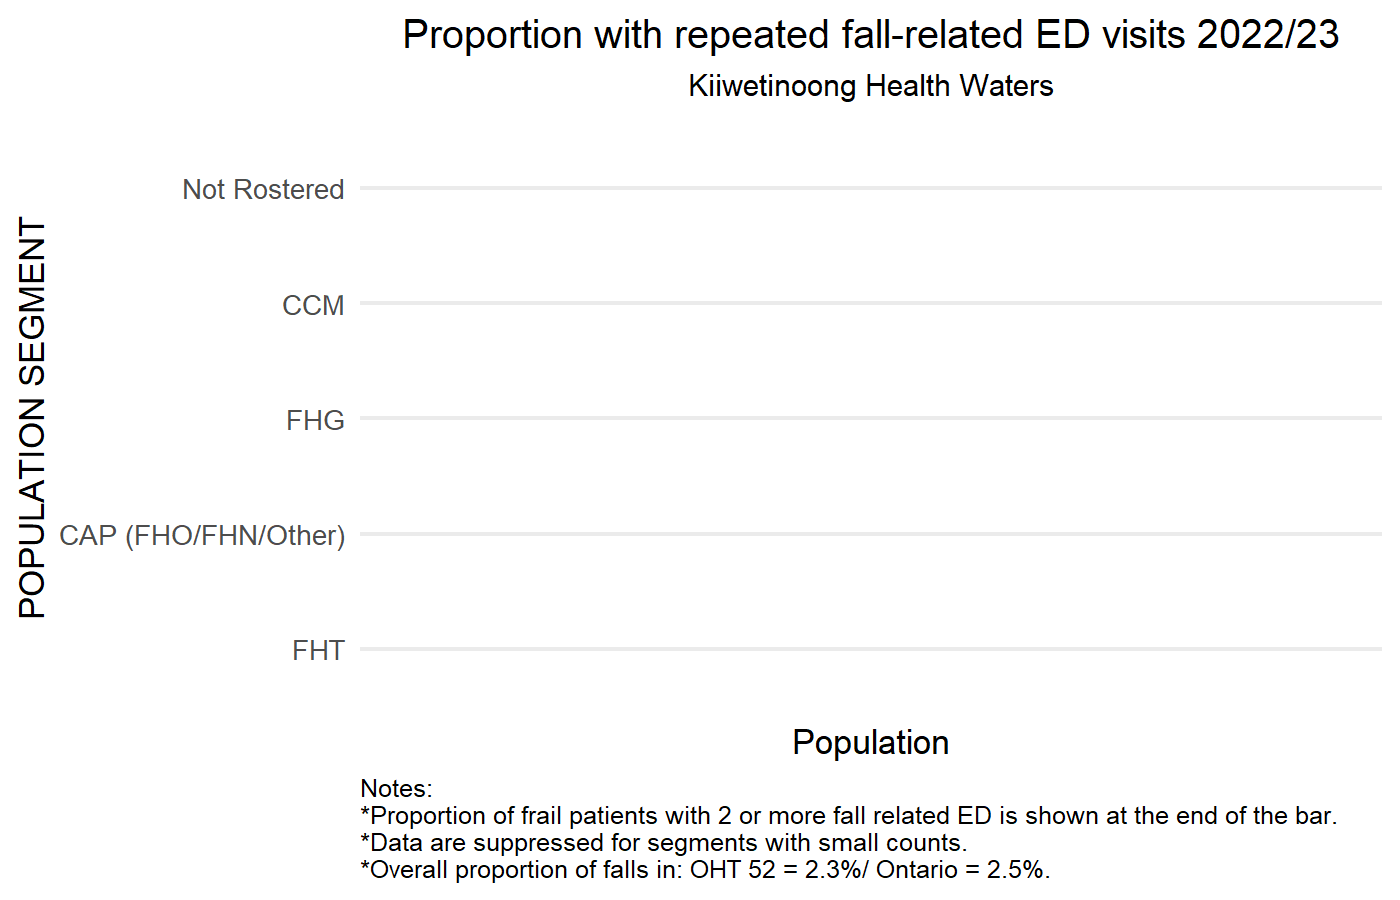 Proportion with repeated fall-related ED visits 2022/23
Kiiwetinoong Health Waters
POPULATION SEGMENT
Not Rostered
CCM
FHG
CAP (FHO/FHN/Other)
FHT
Population
Notes:
*Proportion of frail patients with 2 or more fall related ED is shown at the end of the bar.
*Data are suppressed for segments with small counts.
*Overall proportion of falls in: OHT 52 = 2.3%/ Ontario = 2.5%.